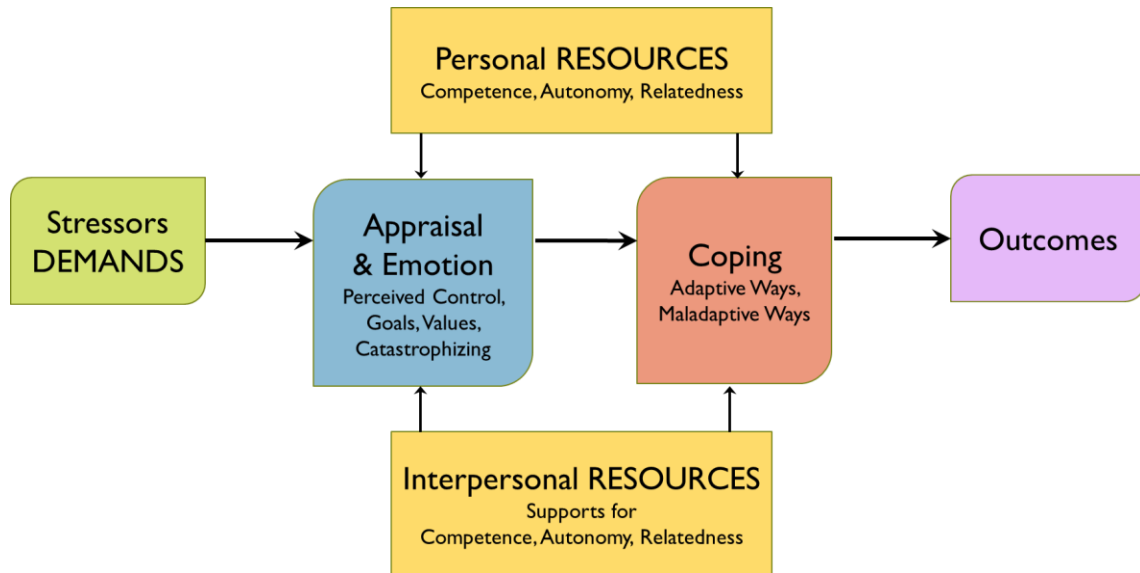 Personal RESOURCES
Competence, Autonomy, Relatedness
Stressors
DEMANDS
Appraisal
& Emotion
Perceived Control,
Goals, Values,
Catastrophizing
Coping
Adaptive Ways,
Maladaptive Ways
Outcomes
Interpersonal RESOURCES
Supports for
Competence, Autonomy, Relatedness